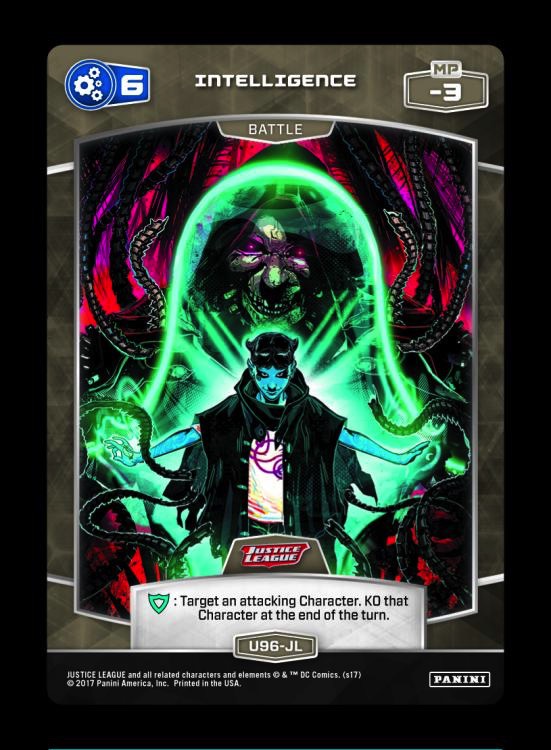 6
INTELLIGENCE
MP
-3
BATTLE
JUSTICE
LEAGUE
: Target an attacking Character. KO that
Character at the end of the turn.
U96-JL
JUSTICE LEAGUE and all related characters and elements © & ™ DC Comics. (s17)
© 2017 Panini America, Inc. Printed in the USA.
PANINI